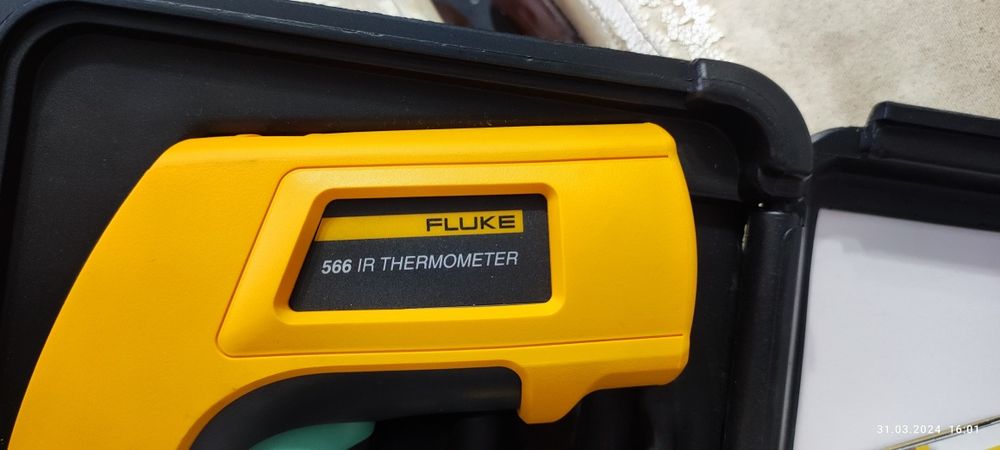 FLUKE
566 IR THERMOMETER
31.03.2024 16:01